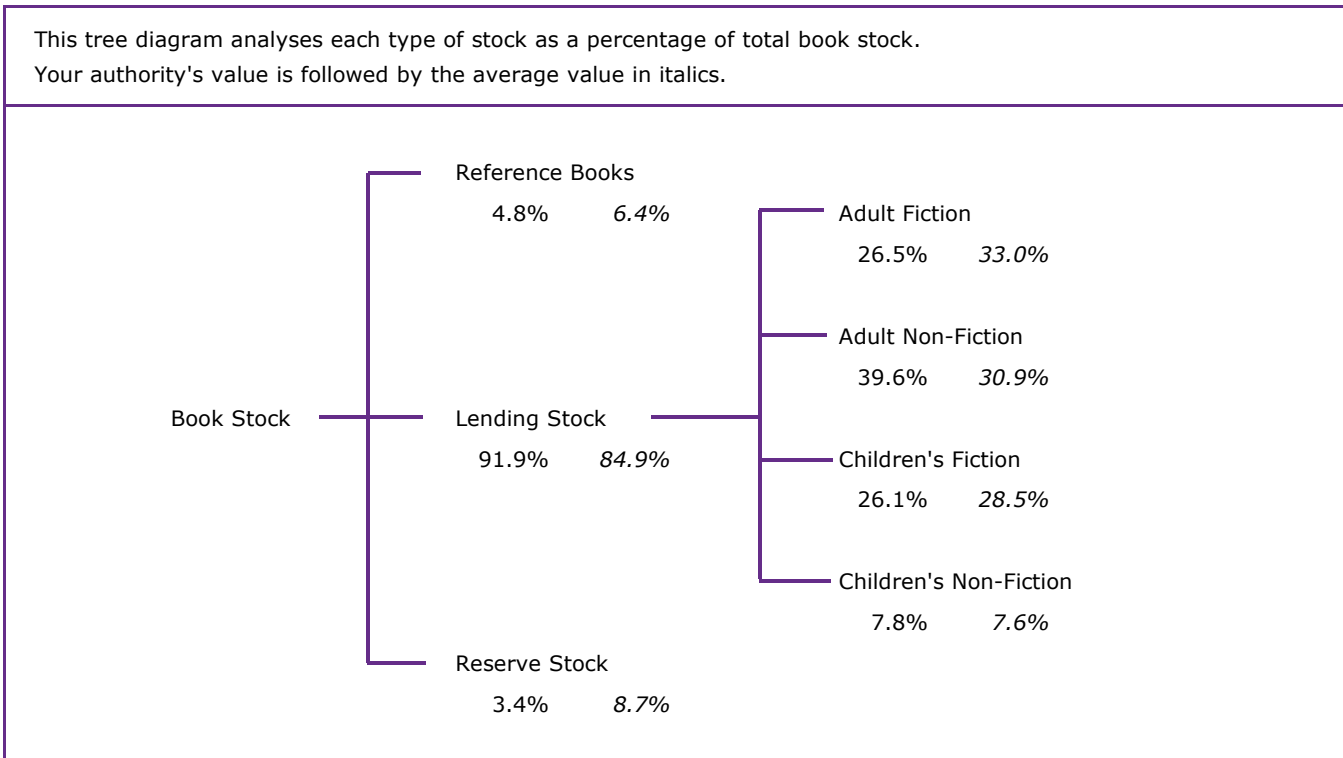 This tree diagram analyses each type of stock as a percentage of total book stock.
Your authority's value is followed by the average value in italics.
Reference Books
4.8% 6.4%
Adult Fiction
26.5% 33.0%
Adult Non-Fiction
39.6% 30.9%
Book Stock
Lending Stock
91.9% 84.9%
Children's Fiction
26.1% 28.5%
Children's Non-Fiction
7.8% 7.6%
Reserve Stock
3.4% 8.7%